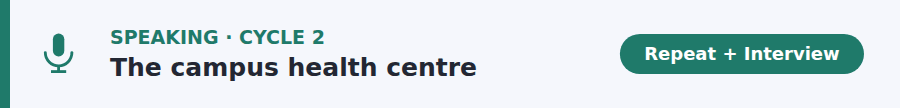 SPEAKING · CYCLE 2
The campus health centre
Repeat + Interview